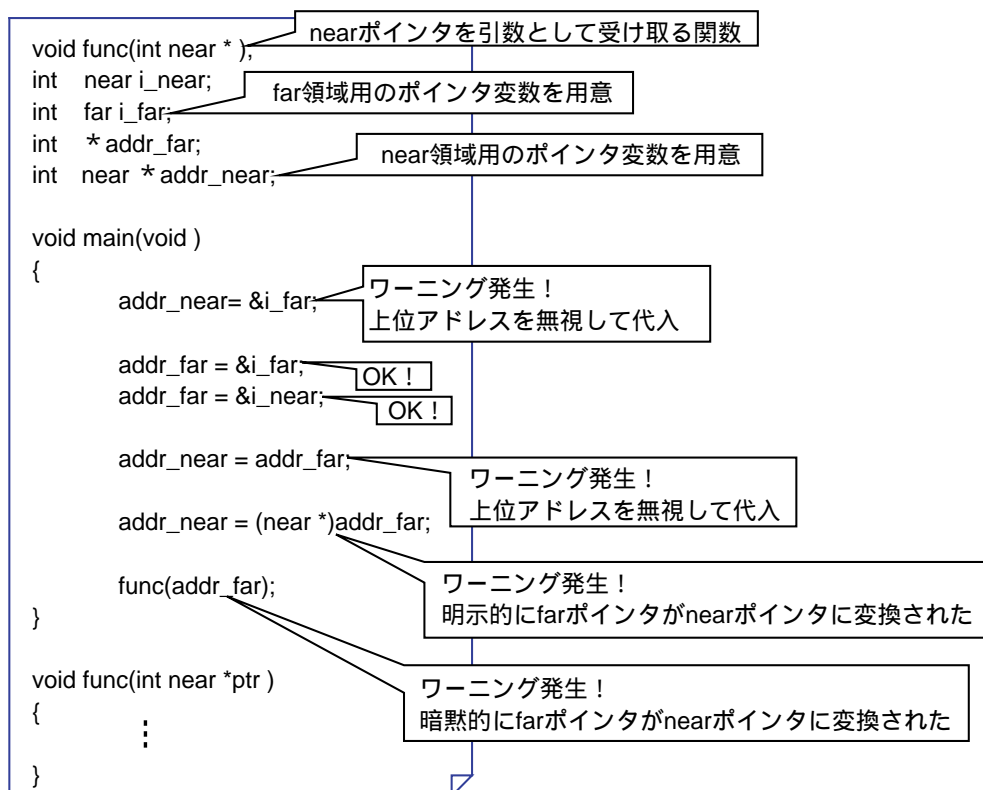 nearポインタを引数として受け取る関数
void func(int near * );
int near i_near;
far領域用のポインタ変数を用意
int far i_far;
int *addr_far;
near領域用のポインタ変数を用意
int near *addr_near;
void main(void )
{
ワーニング発生！
addr_near= &i_far;
上位アドレスを無視して代入
addr_far = &i_far;
OK！
addr_far = &i_near;
OK！
addr_near = addr_far;
ワーニング発生！
上位アドレスを無視して代入
addr_near = (near *)addr_far;
ワーニング発生！
func(addr_far);
明示的にfarポインタがnearポインタに変換された
}
void func(int near *ptr )
ワーニング発生！
{
暗黙的にfarポインタがnearポインタに変換された
⋮
}